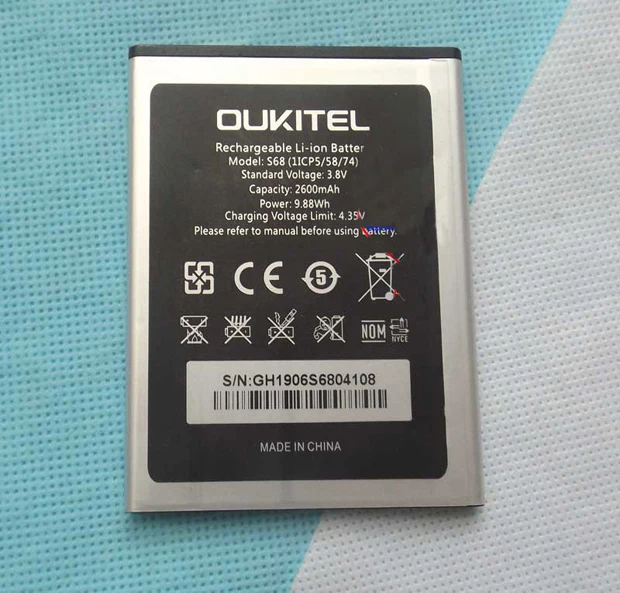 OUKITEL
Rechargeable Li-ion Batter
Model: S68 (1ICP5/58/74)
Standard Voltage: 3.8V
Capacity: 2600mAh
Power: 9.88Wh
Charging Voltage Limit: 4.35V
Please refer to manual before using battery.
CE 5
NOM NYCE
S/N:GH1906S6804108
MADE IN CHINA